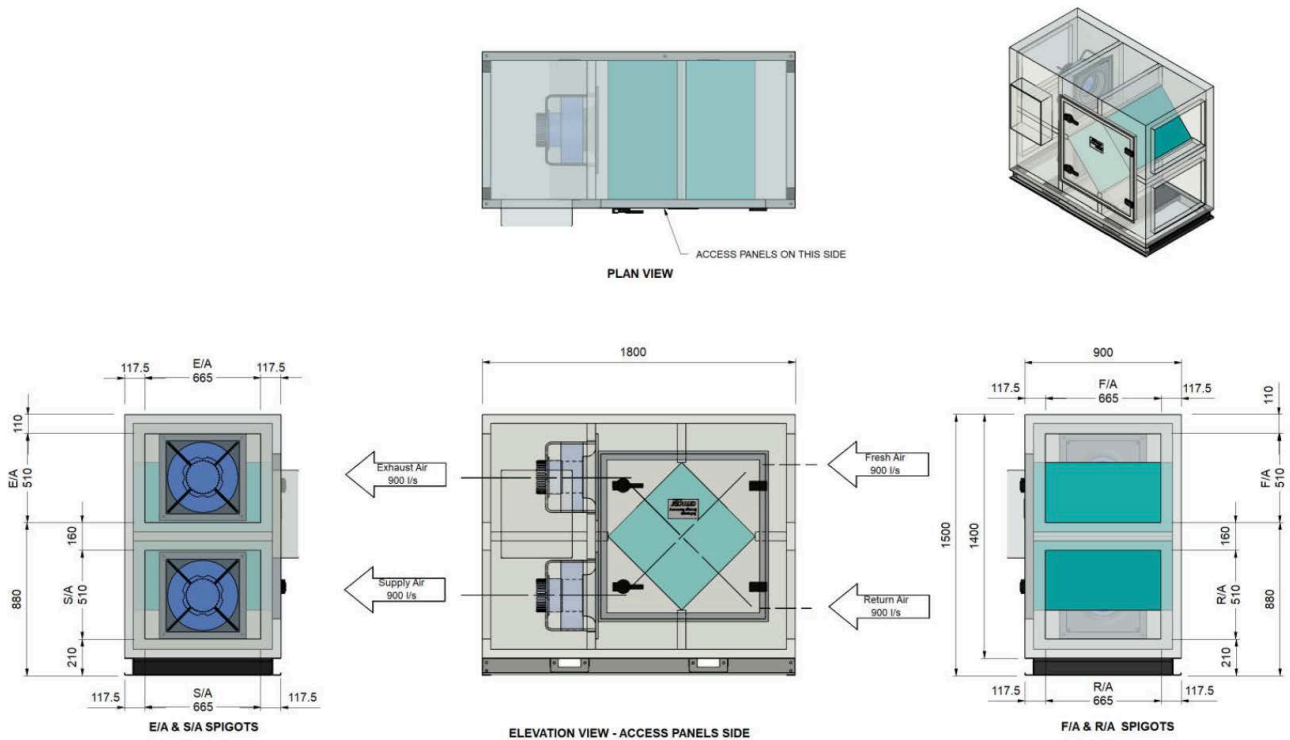 ACCESS PANELS ON THIS SIDE
PLAN VIEW
E/A
117.5
665
117.5
110
E/A
510
160
S/A
510
880
210
117.5
S/A
665
117.5
E/A & S/A SPIGOTS
1800
Exhaust Air
900 l/s
Supply Air
900 l/s
Fresh Air
900 l/s
Return Air
900 l/s
ELEVATION VIEW - ACCESS PANELS SIDE
900
117.5
F/A
665
117.5
110
F/A
510
1500
1400
160
R/A
510
880
210
117.5
R/A
665
117.5
F/A & R/A SPIGOTS